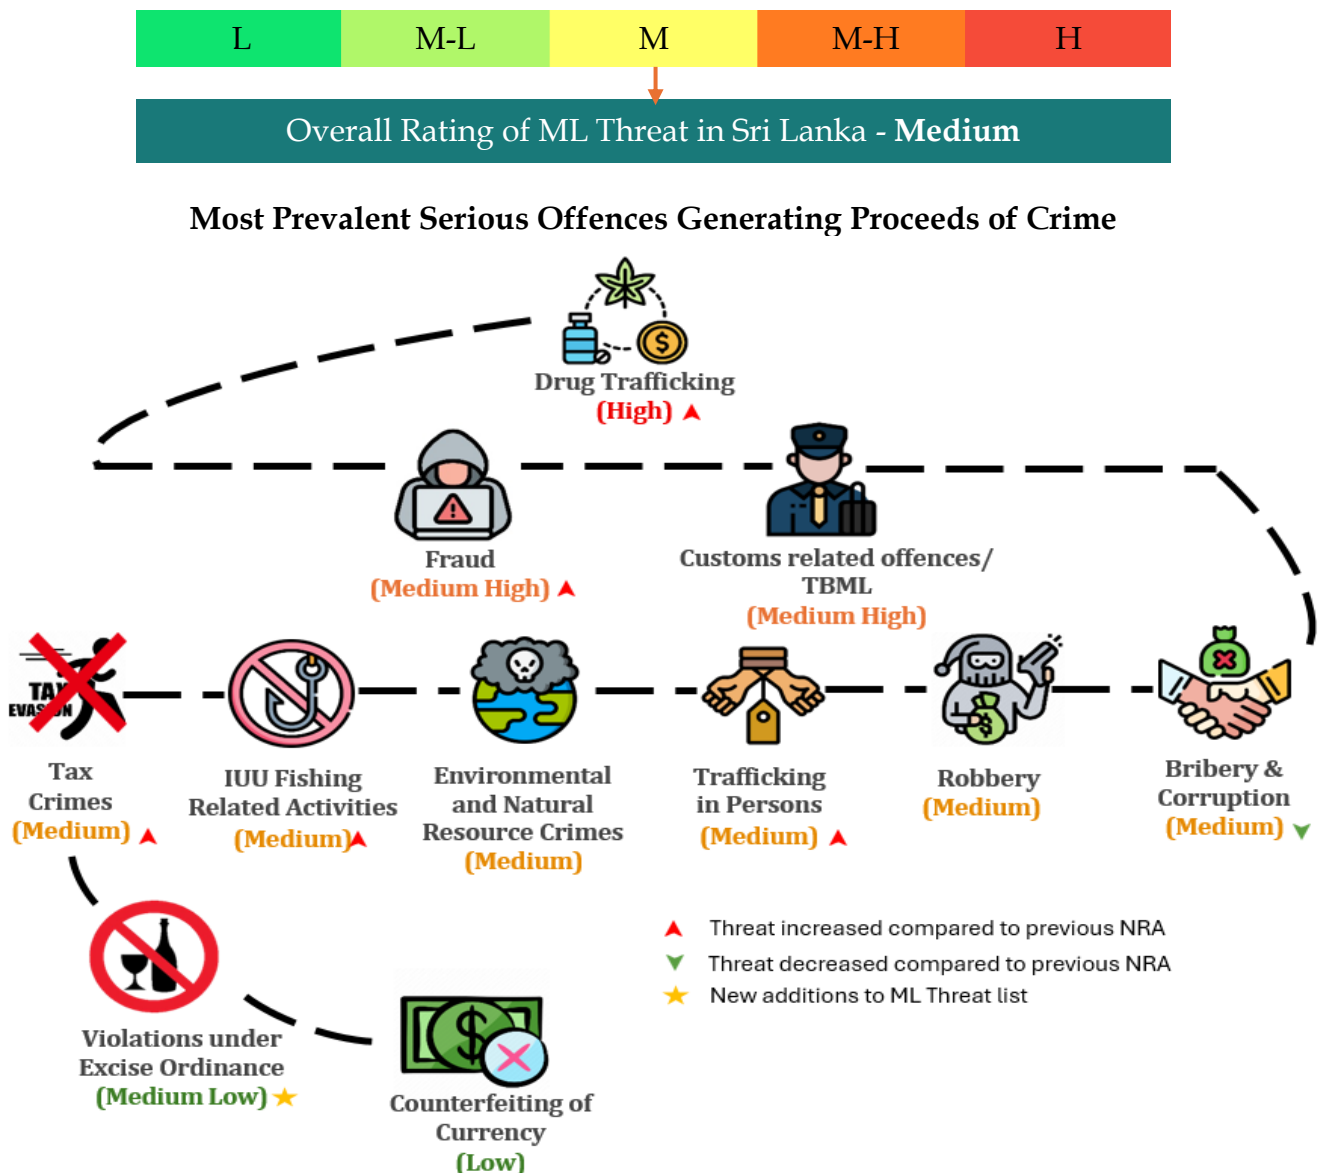 L M-L M M-H H
Overall Rating of ML Threat in Sri Lanka - Medium
Most Prevalent Serious Offences Generating Proceeds of Crime
Drug Trafficking
(High)
Fraud
(Medium High)
Customs related offences/
TBML
(Medium High)
TAX
EVASION
Tax
Crimes
(Medium)
IUU Fishing
Related Activities
(Medium)
Environmental
and Natural
Resource Crimes
(Medium)
Trafficking
in Persons
(Medium)
Robbery
(Medium)
Bribery &
Corruption
(Medium)
Threat increased compared to previous NRA
Threat decreased compared to previous NRA
New additions to ML Threat list
Violations under
Excise Ordinance
(Medium Low)
Counterfeiting of
Currency
(Low)